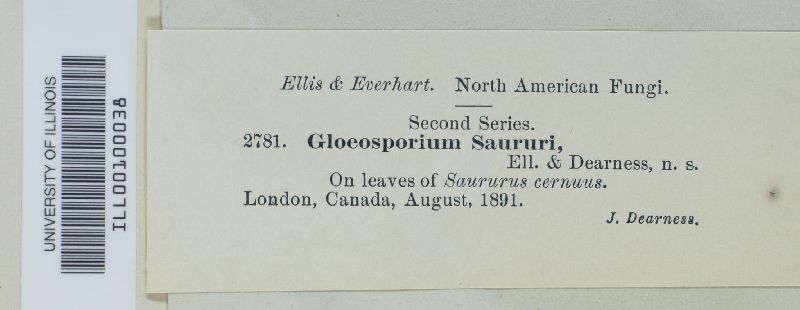 UNIVERSITY OF ILLINOIS
ILL00100038
Ellis & Everhart. North American Fungi.
Second Series.
2781. Gloeosporium Saururi,
Ell. & Dearness, n. s.
On leaves of Saururus cernuus.
London, Canada, August, 1891.
J. Dearness.